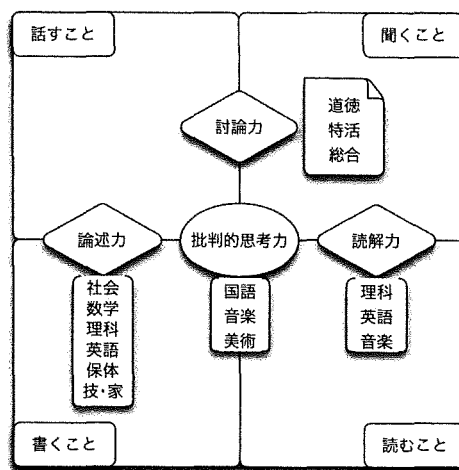 話すこと
聞くこと
討論力
道徳
特活
総合
論述力
批判的思考力
読解力
社会
数学
理科
英語
保体
技・家
国語
音楽
美術
理科
英語
音楽
書くこと
読むこと